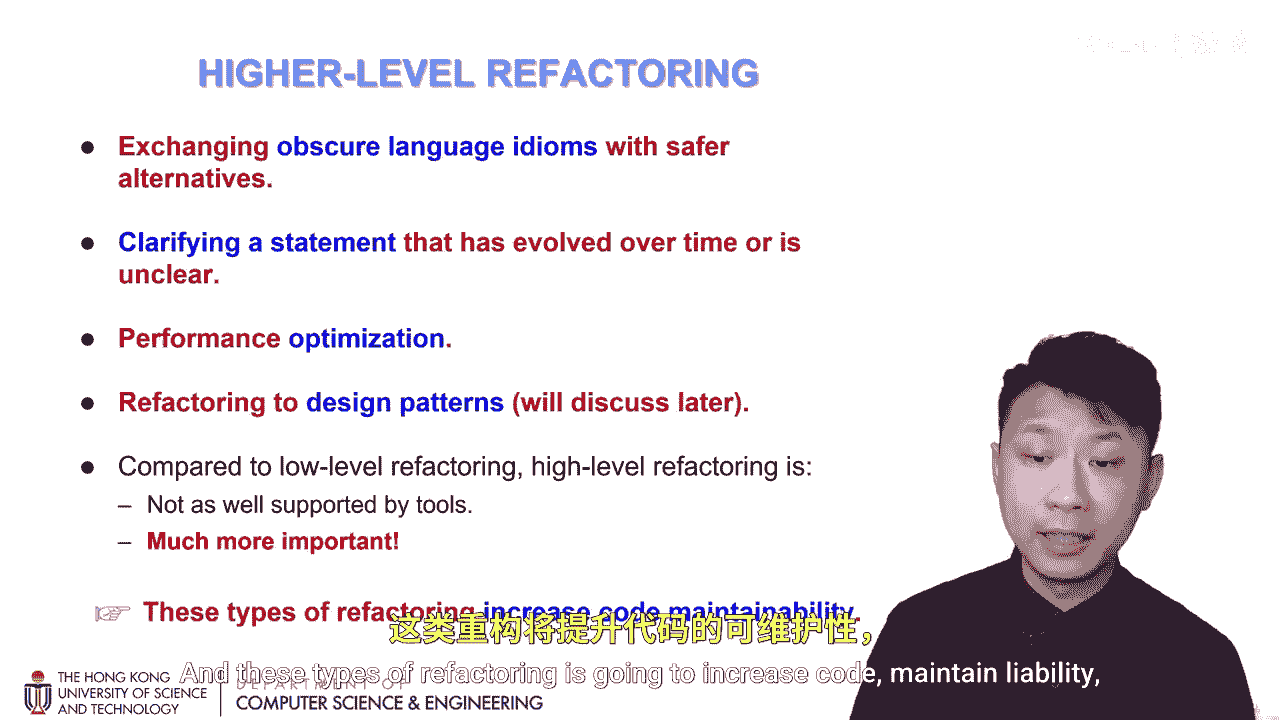 HIGHER-LEVEL REFACTORING
● Exchanging obscure language idioms with safer
alternatives.
● Clarifying a statement that has evolved over time or is
unclear.
● Performance optimization.
● Refactoring to design patterns (will discuss later).
● Compared to low-level refactoring, high-level refactoring is:
– Not as well supported by tools.
– Much more important!
☞ These types of refactoring increase code maintainability.
这类重构将提升代码的可维护性，
And these types of refactoring is going to increase code, maintain liability,
THE HONG KONG
UNIVERSITY OF SCIENCE
AND TECHNOLOGY
DEPARTMENT OF
COMPUTER SCIENCE & ENGINEERING